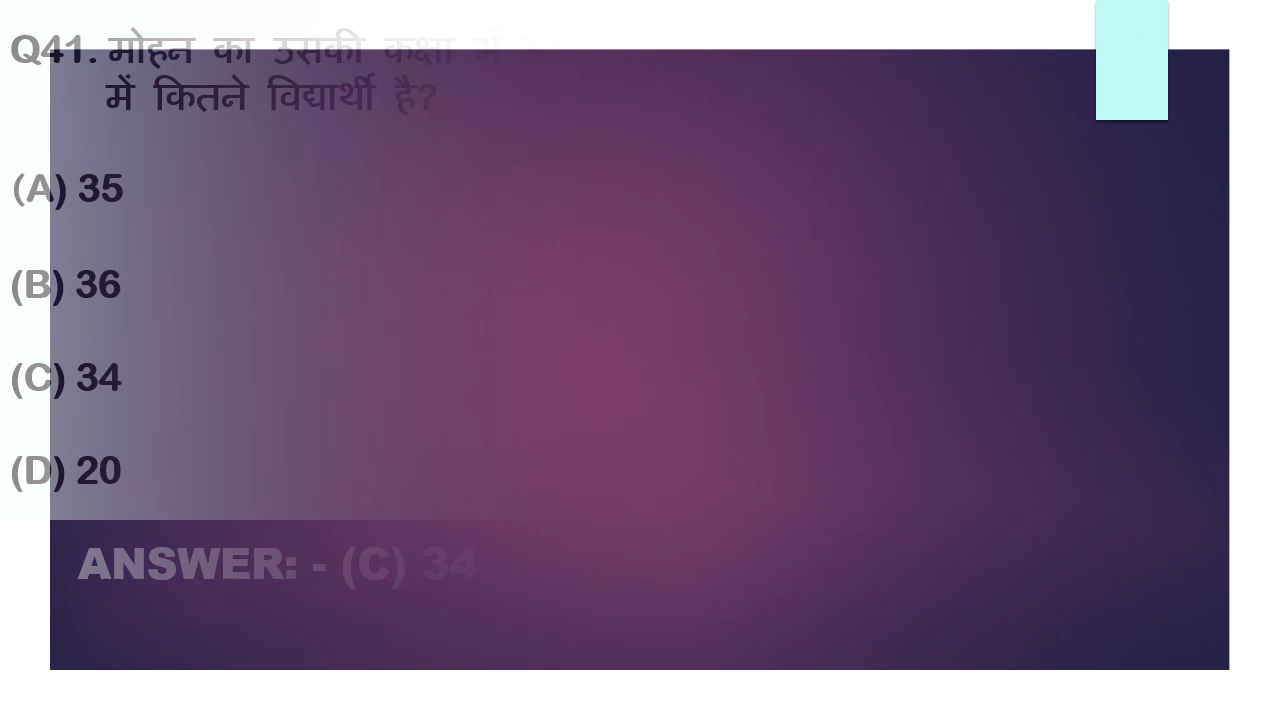 Q41. मोहन का उसकी कक्षा में
में कितने विद्यार्थी है?
(A) 35
(B) 36
(C) 34
(D) 20
ANSWER: - (C) 34